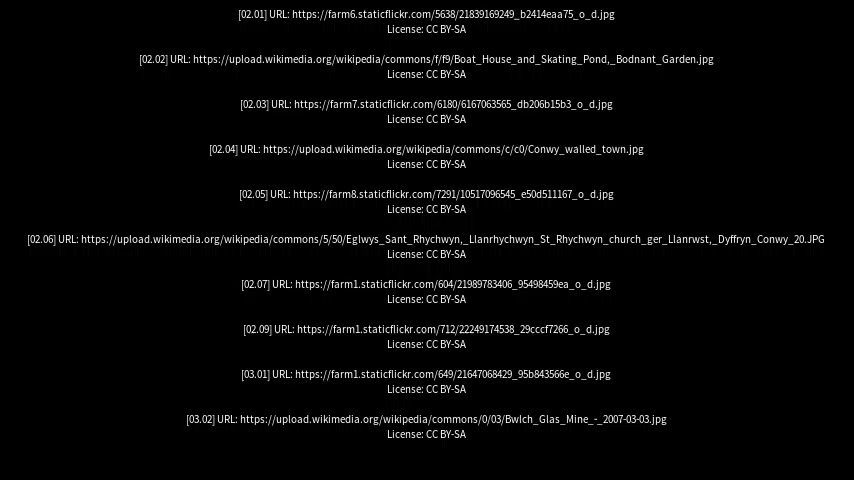 [02.01] URL: https://farm6.staticflickr.com/5638/21839169249_b2414eaa75_o_d.jpg
License: CC BY-SA
[02.02] URL: https://upload.wikimedia.org/wikipedia/commons/f/f9/Boat_House_and_Skating_Pond,_Bodnant_Garden.jpg
License: CC BY-SA
[02.03] URL: https://farm7.staticflickr.com/6180/6167063565_db206b15b3_o_d.jpg
License: CC BY-SA
[02.04] URL: https://upload.wikimedia.org/wikipedia/commons/c/c0/Conwy_walled_town.jpg
License: CC BY-SA
[02.05] URL: https://farm8.staticflickr.com/7291/10517096545_e50d511167_o_d.jpg
License: CC BY-SA
[02.06] URL: https://upload.wikimedia.org/wikipedia/commons/5/50/Eglwys_Sant_Rhychwyn,_Llanrhychwyn_St_Rhychwyn_church_ger_Llanrwst,_Dyffryn_Conwy_20.JPG
License: CC BY-SA
[02.07] URL: https://farm1.staticflickr.com/604/21989783406_95498459ea_o_d.jpg
License: CC BY-SA
[02.09] URL: https://farm1.staticflickr.com/712/22249174538_29cccf7266_o_d.jpg
License: CC BY-SA
[03.01] URL: https://farm1.staticflickr.com/649/21647068429_95b843566e_o_d.jpg
License: CC BY-SA
[03.02] URL: https://upload.wikimedia.org/wikipedia/commons/0/03/Bwlch_Glas_Mine_-_2007-03-03.jpg
License: CC BY-SA